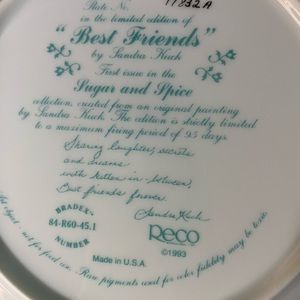 Plate No. 11832A
in the limited edition of
"Best Friends"
by Sandra Kuck
First issue in the
Sugar and Spice
collection created from an original painting
by Sandra Kuck. The edition is strictly limited
to a maximum firing period of 95 days.
Sharing laughter, secrets
and dreams
with kitten in-between,
Best friends forever
Sandra Kuck
BRADEX-
84-R60-45.1
NUMBER
Reco
©1993
Made in U.S.A.
not for food use. Raw pigments used for color fidelity may be toxic.